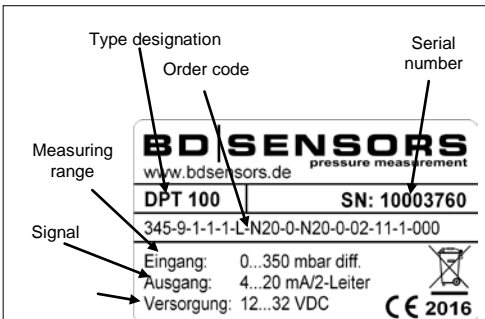 Type designation
Serial number
Order code
BD SENSORS
pressure measurement
www.bdsensors.de
Measuring range
DPT 100 SN: 10003760
345-9-1-1-1-L-N20-0-N20-0-02-11-1-000
Signal
Eingang: 0...350 mbar diff.
Ausgang: 4...20 mA/2-Leiter
Versorgung: 12...32 VDC
CE 2016